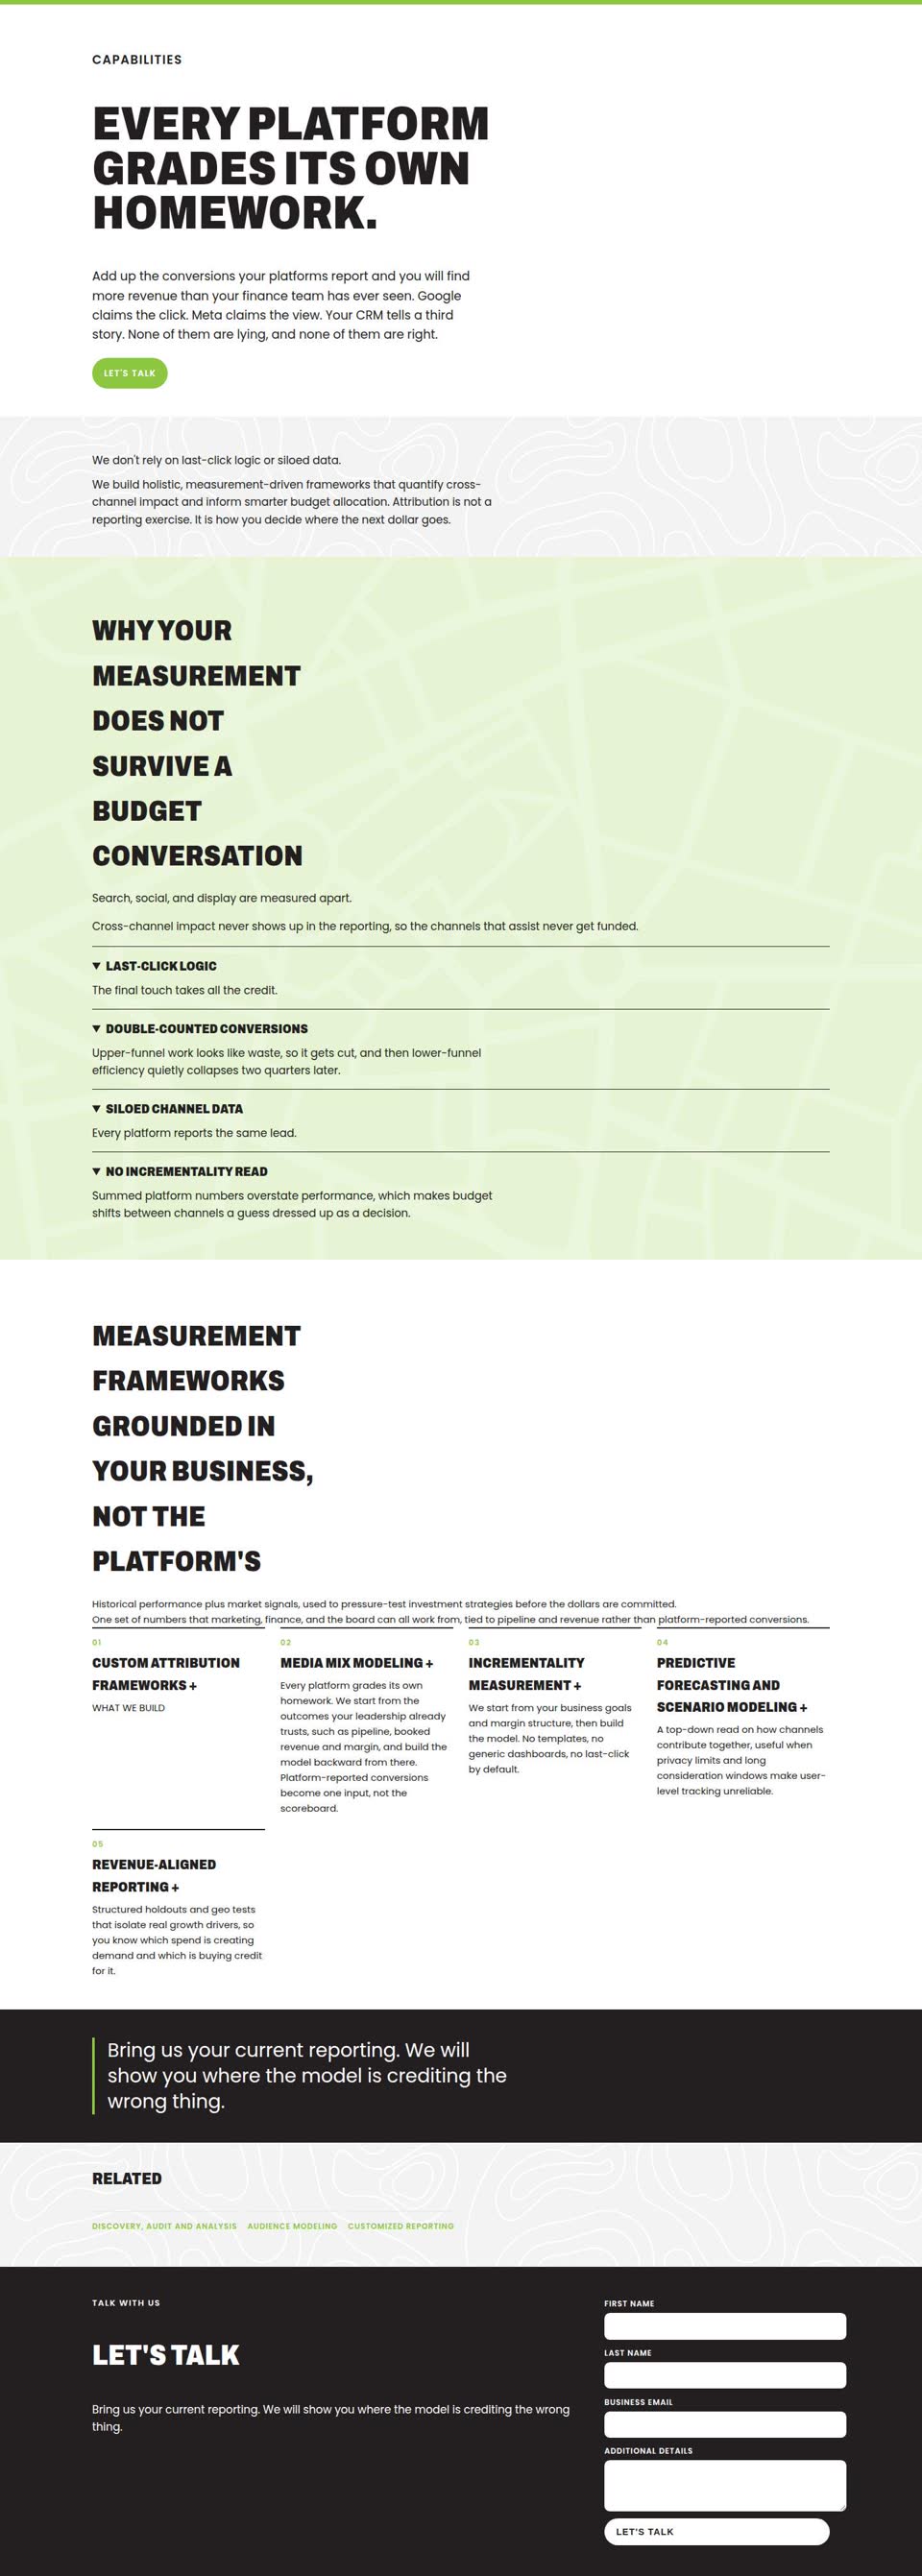 CAPABILITIES
EVERY PLATFORM
GRADES ITS OWN
HOMEWORK.
Add up the conversions your platforms report and you will find
more revenue than your finance team has ever seen. Google
claims the click. Meta claims the view. Your CRM tells a third
story. None of them are lying, and none of them are right.
LET'S TALK
We don't rely on last-click logic or siloed data.
We build holistic, measurement-driven frameworks that quantify cross-
channel impact and inform smarter budget allocation. Attribution is not a
reporting exercise. It is how you decide where the next dollar goes.
WHY YOUR
MEASUREMENT
DOES NOT
SURVIVE A
BUDGET
CONVERSATION
Search, social, and display are measured apart.
Cross-channel impact never shows up in the reporting, so the channels that assist never get funded.
▼ LAST-CLICK LOGIC
The final touch takes all the credit.
▼ DOUBLE-COUNTED CONVERSIONS
Upper-funnel work looks like waste, so it gets cut, and then lower-funnel
efficiency quietly collapses two quarters later.
▼ SILOED CHANNEL DATA
Every platform reports the same lead.
▼ NO INCREMENTALITY READ
Summed platform numbers overstate performance, which makes budget
shifts between channels a guess dressed up as a decision.
MEASUREMENT
FRAMEWORKS
GROUNDED IN
YOUR BUSINESS,
NOT THE
PLATFORM'S
Historical performance plus market signals, used to pressure-test investment strategies before the dollars are committed.
One set of numbers that marketing, finance, and the board can all work from, tied to pipeline and revenue rather than platform-reported conversions.
01
CUSTOM ATTRIBUTION
FRAMEWORKS +
WHAT WE BUILD
02
MEDIA MIX MODELING +
Every platform grades its own
homework. We start from the
outcomes your leadership already
trusts, such as pipeline, booked
revenue and margin, and build the
model backward from there.
Platform-reported conversions
become one input, not the
scoreboard.
03
INCREMENTALITY
MEASUREMENT +
We start from your business goals
and margin structure, then build
the model. No templates, no
generic dashboards, no last-click
by default.
04
PREDICTIVE
FORECASTING AND
SCENARIO MODELING +
A top-down read on how channels
contribute together, useful when
privacy limits and long
consideration windows make user-
level tracking unreliable.
05
REVENUE-ALIGNED
REPORTING +
Structured holdouts and geo tests
that isolate real growth drivers, so
you know which spend is creating
demand and which is buying credit
for it.
Bring us your current reporting. We will
show you where the model is crediting the
wrong thing.
RELATED
DISCOVERY, AUDIT AND ANALYSIS AUDIENCE MODELING CUSTOMIZED REPORTING
TALK WITH US
LET'S TALK
Bring us your current reporting. We will show you where the model is crediting the wrong
thing.
FIRST NAME
LAST NAME
BUSINESS EMAIL
ADDITIONAL DETAILS
LET'S TALK